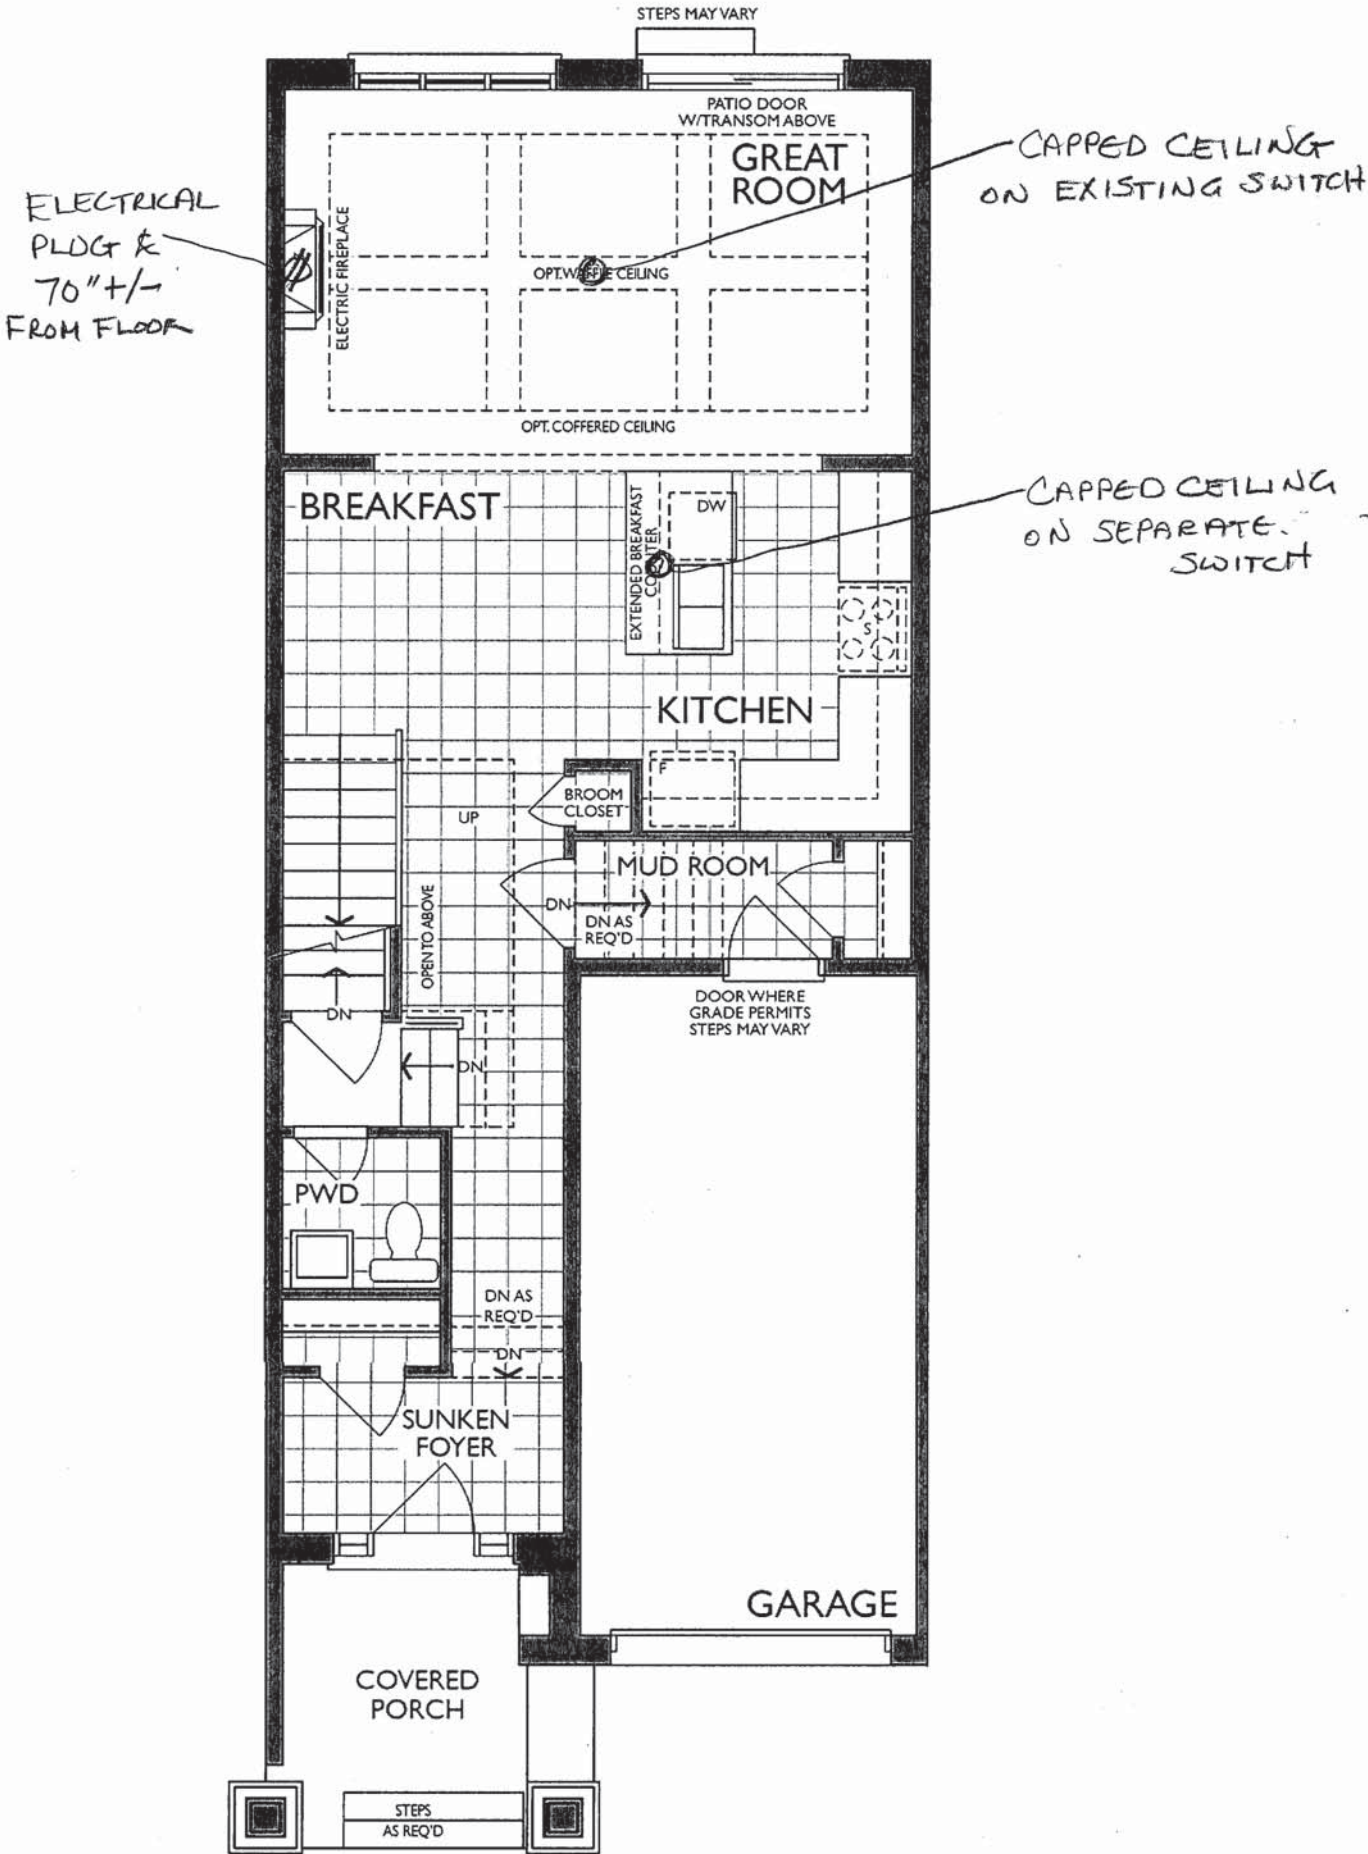 STEPS MAY VARY
PATIO DOOR
W/TRANSOM ABOVE
GREAT
ROOM
CAPPED CEILING
ON EXISTING SWITCH
ELECTRICAL
PLUG &
70"+/-
FROM FLOOR
ELECTRIC FIREPLACE
OPT. WAFFLE CEILING
OPT. COFFERED CEILING
BREAKFAST
EXTENDED BREAKFAST
COUNTER
DW
CAPPED CEILING
ON SEPARATE.
SWITCH
S
KITCHEN
F
BROOM
CLOSET
UP
OPEN TO ABOVE
MUD ROOM
DN
DN AS
REQ'D
DOOR WHERE
GRADE PERMITS
STEPS MAY VARY
DN
DN
PWD
DN AS
REQ'D
DN
SUNKEN
FOYER
GARAGE
COVERED
PORCH
STEPS
AS REQ'D